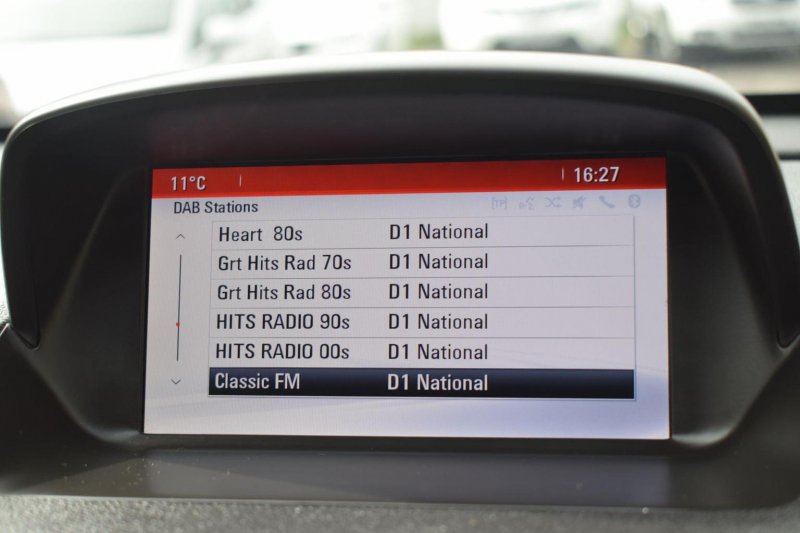 11°C 16:27
DAB Stations
Heart 80s D1 National
Grt Hits Rad 70s D1 National
Grt Hits Rad 80s D1 National
HITS RADIO 90s D1 National
HITS RADIO 00s D1 National
Classic FM D1 National